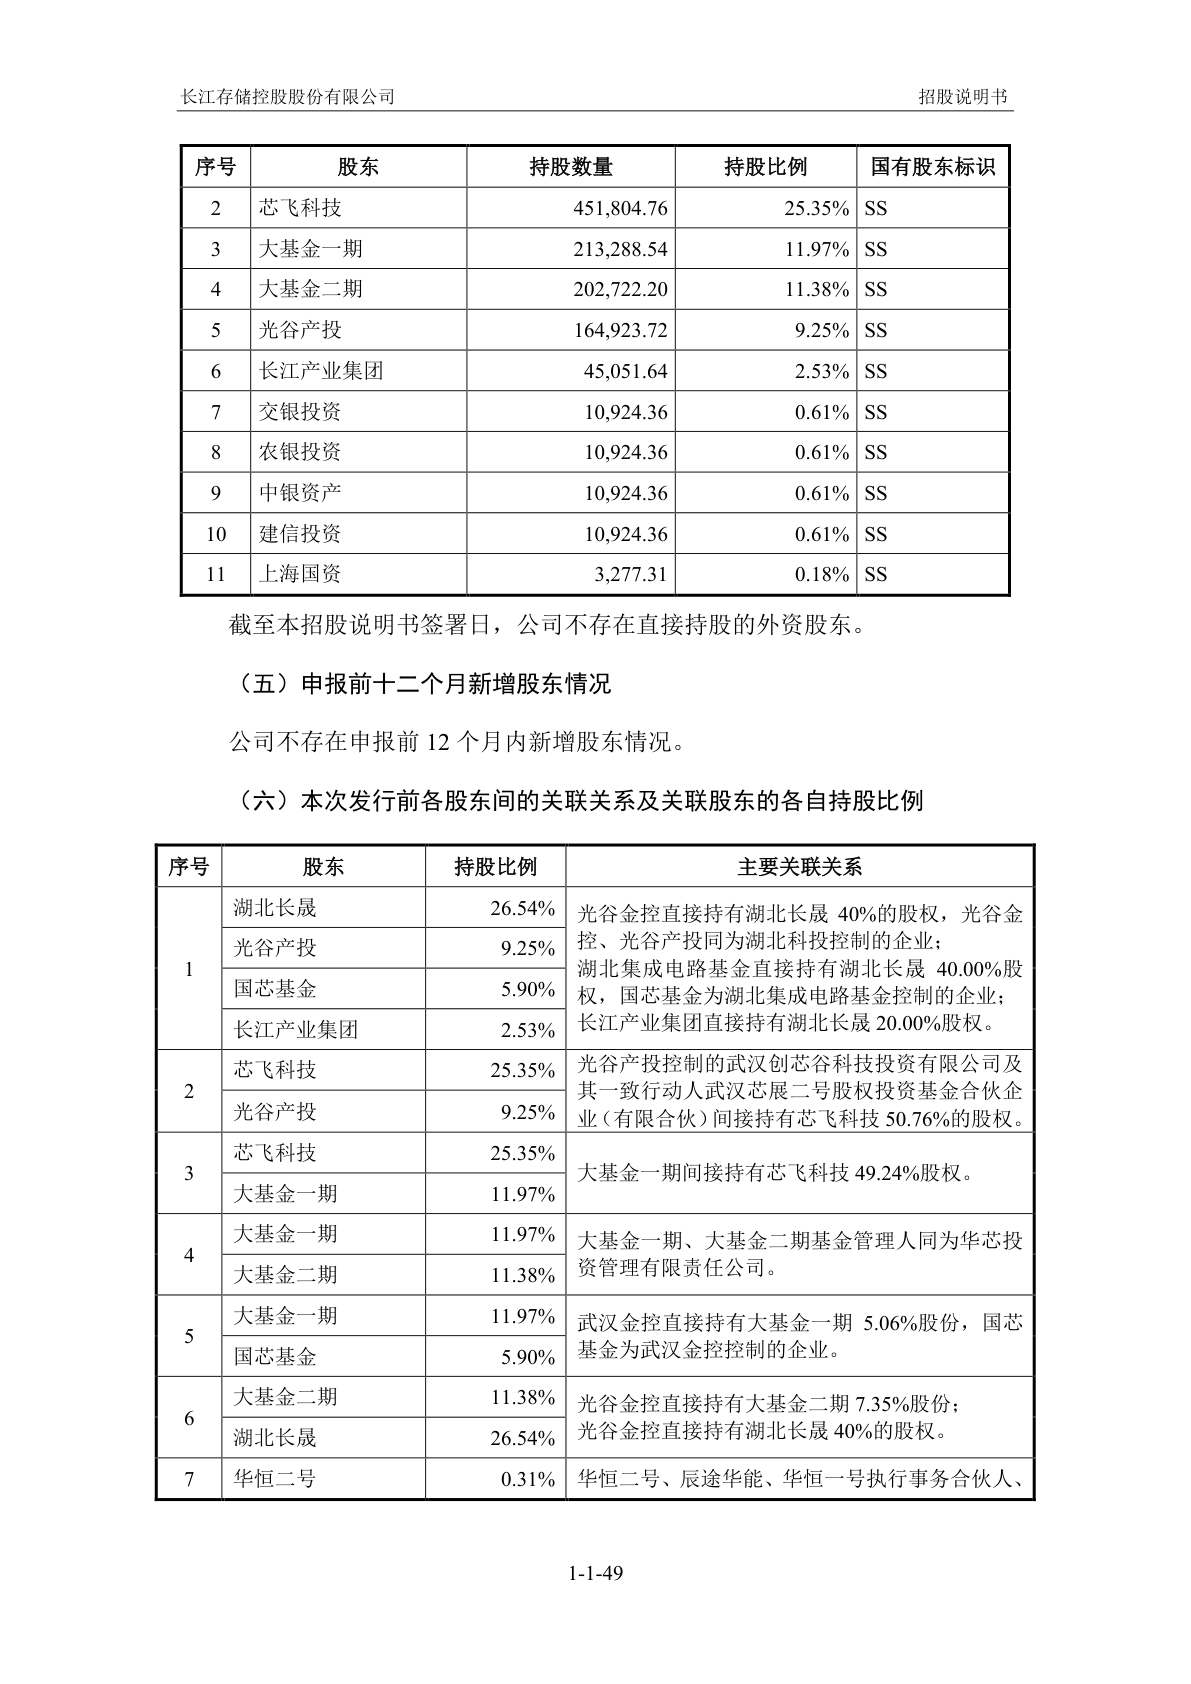 长江存储控股股份有限公司 招股说明书
序号 股东 持股数量 持股比例 国有股东标识
2 芯飞科技 451,804.76 25.35% SS
3 大基金一期 213,288.54 11.97% SS
4 大基金二期 202,722.20 11.38% SS
5 光谷产投 164,923.72 9.25% SS
6 长江产业集团 45,051.64 2.53% SS
7 交银投资 10,924.36 0.61% SS
8 农银投资 10,924.36 0.61% SS
9 中银资产 10,924.36 0.61% SS
10 建信投资 10,924.36 0.61% SS
11 上海国资 3,277.31 0.18% SS
截至本招股说明书签署日，公司不存在直接持股的外资股东。
（五）申报前十二个月新增股东情况
公司不存在申报前 12 个月内新增股东情况。
（六）本次发行前各股东间的关联关系及关联股东的各自持股比例
序号 股东 持股比例 主要关联关系
1
湖北长晟 26.54%
光谷产投 9.25%
国芯基金 5.90%
长江产业集团 2.53%
光谷金控直接持有湖北长晟 40%的股权，光谷金
控、光谷产投同为湖北科投控制的企业；
湖北集成电路基金直接持有湖北长晟 40.00%股
权，国芯基金为湖北集成电路基金控制的企业；
长江产业集团直接持有湖北长晟 20.00%股权。
2
芯飞科技 25.35%
光谷产投 9.25%
光谷产投控制的武汉创芯谷科技投资有限公司及
其一致行动人武汉芯展二号股权投资基金合伙企
业（有限合伙）间接持有芯飞科技 50.76%的股权。
3
芯飞科技 25.35%
大基金一期 11.97%
大基金一期间接持有芯飞科技 49.24%股权。
4
大基金一期 11.97%
大基金二期 11.38%
大基金一期、大基金二期基金管理人同为华芯投
资管理有限责任公司。
5
大基金一期 11.97%
国芯基金 5.90%
武汉金控直接持有大基金一期 5.06%股份，国芯
基金为武汉金控控制的企业。
6
大基金二期 11.38%
湖北长晟 26.54%
光谷金控直接持有大基金二期 7.35%股份；
光谷金控直接持有湖北长晟 40%的股权。
7 华恒二号 0.31% 华恒二号、辰途华能、华恒一号执行事务合伙人、
1-1-49